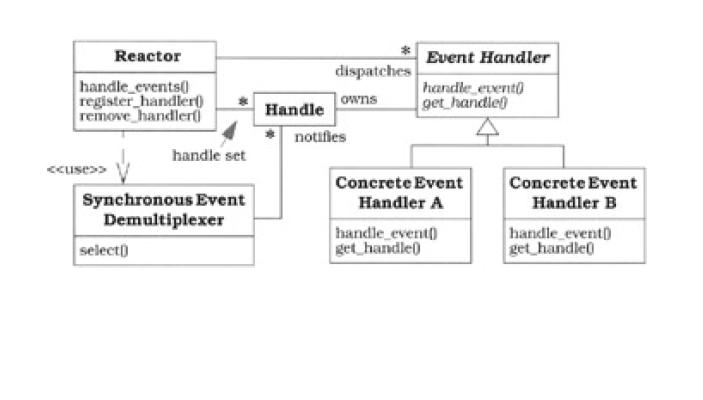 Reactor
handle_events()
register_handler()
remove_handler()
*
dispatches
Event Handler
handle_event()
get_handle()
*
Handle
owns
*
notifies
handle set
<<use>>
Synchronous Event
Demultiplexer
select()
Concrete Event
Handler A
handle_event()
get_handle()
Concrete Event
Handler B
handle_event()
get_handle()